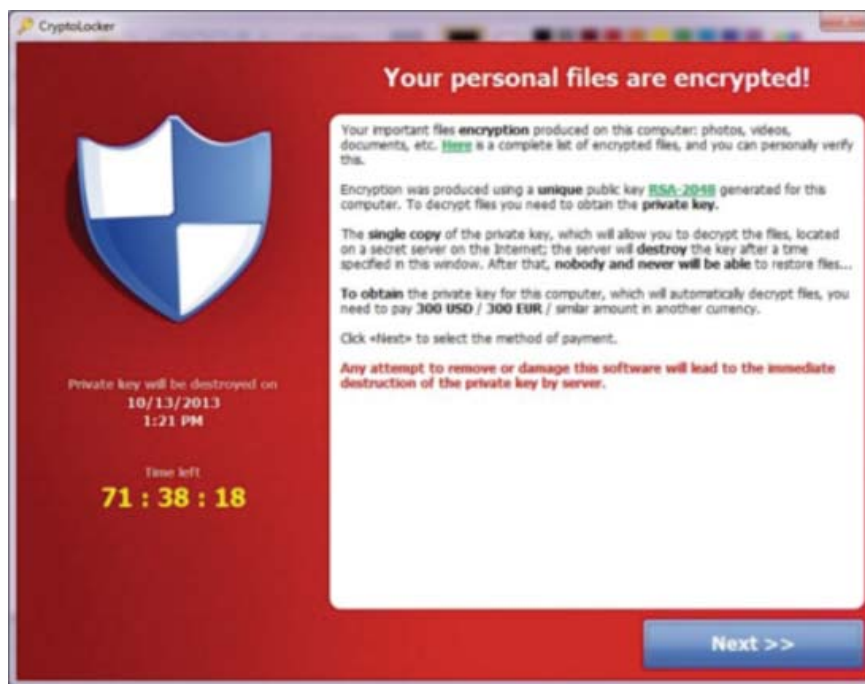 CryptoLocker
Your personal files are encrypted!
Your important files encryption produced on this computer: photos, videos,
documents, etc. Here is a complete list of encrypted files, and you can personally verify
this.
Encryption was produced using a unique public key RSA-2048 generated for this
computer. To decrypt files you need to obtain the private key.
The single copy of the private key, which will allow you to decrypt the files, located
on a secret server on the Internet; the server will destroy the key after a time
specified in this window. After that, nobody and never will be able to restore files...
To obtain the private key for this computer, which will automatically decrypt files, you
need to pay 300 USD / 300 EUR / similar amount in another currency.
Click «Next» to select the method of payment.
Any attempt to remove or damage this software will lead to the immediate
destruction of the private key by server.
Private key will be destroyed on
10/13/2013
1:21 PM
Time left
71 : 38 : 18
Next >>